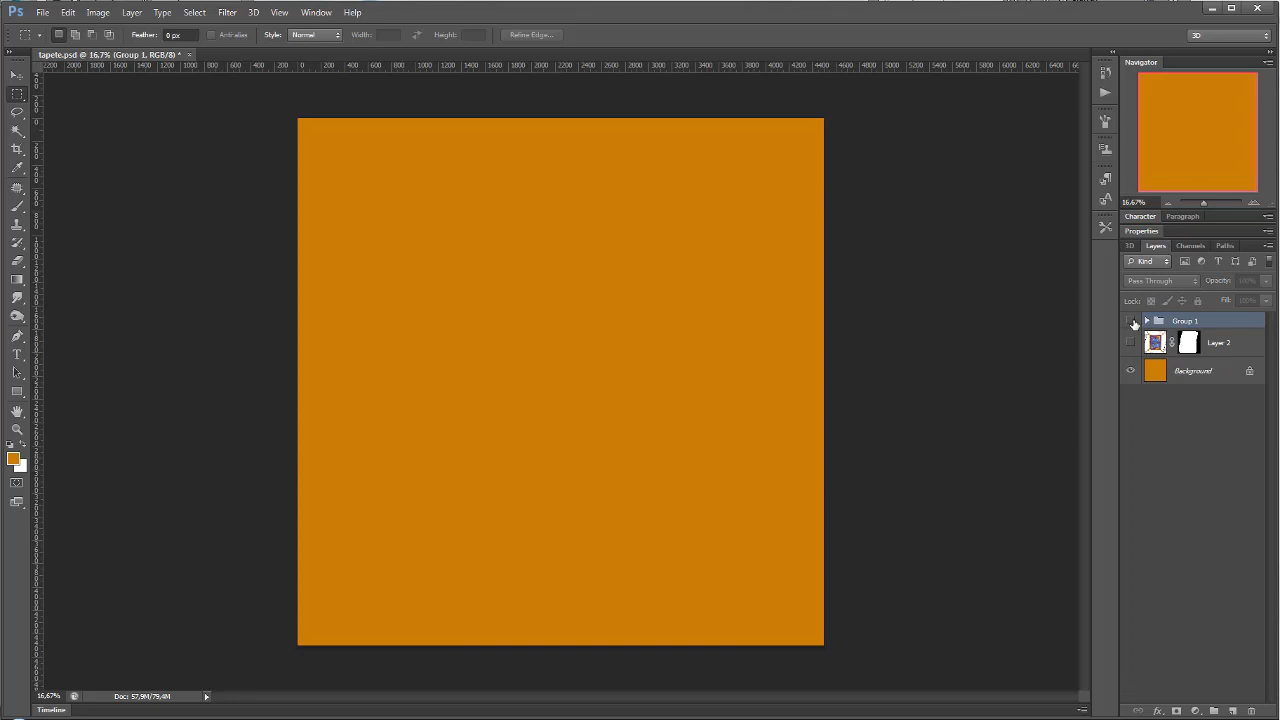 Ps File Edit Image Layer Type Select Filter 3D View Window Help
Feather: 0 px Anti-alias Style: Normal Width: Height: Refine Edge... 3D
tapete.psd @ 16,7% (Group 1, RGB/8) * ×
Navigator
16,67%
Character Paragraph
Properties
3D Layers Channels Paths
Kind
Pass Through Opacity: 100%
Lock: Fill: 100%
Group 1
Layer 2
Background
16,67% Doc: 57,9M/79,4M
Timeline